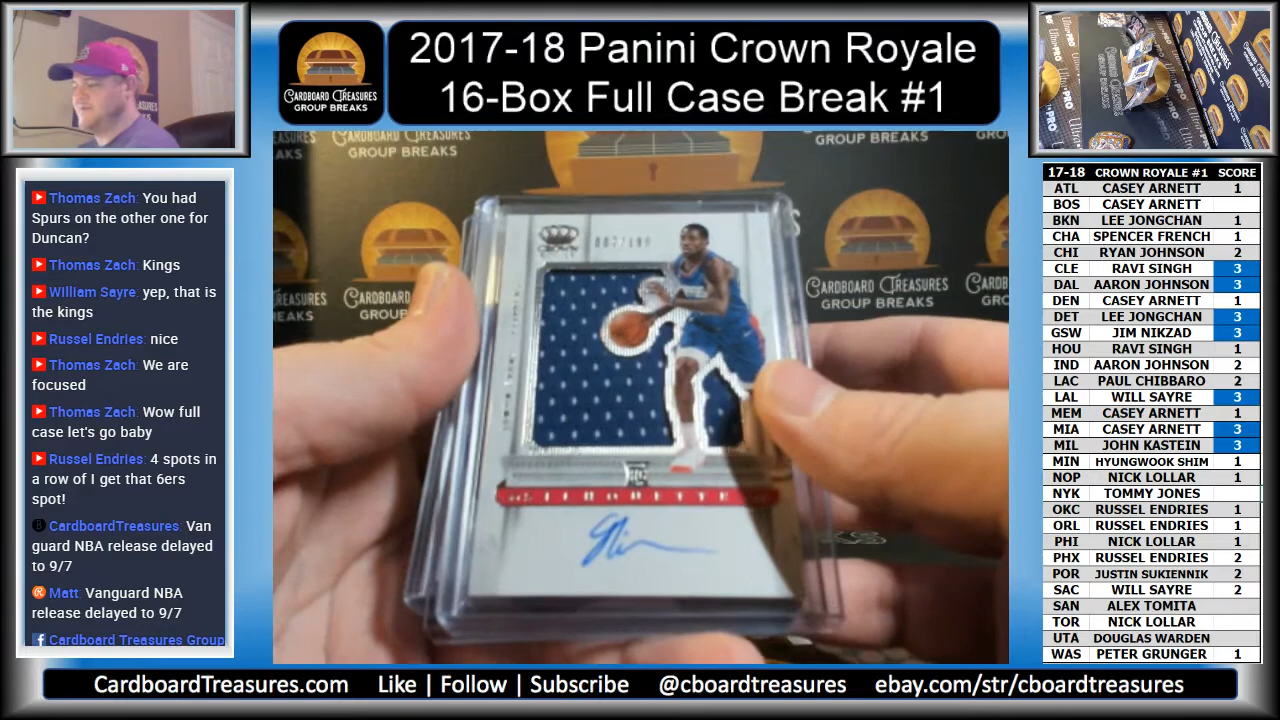 CARDBOARD TREASURES
GROUP BREAKS
2017-18 Panini Crown Royale
16-Box Full Case Break #1
Thomas Zach: You had
Spurs on the other one for
Duncan?
Thomas Zach: Kings
William Sayre: yep, that is
the kings
Russel Endries: nice
Thomas Zach: We are
focused
Thomas Zach: Wow full
case let's go baby
Russel Endries: 4 spots in
a row of I get that 6ers
spot!
CardboardTreasures: Van
guard NBA release delayed
to 9/7
Matt: Vanguard NBA
release delayed to 9/7
Cardboard Treasures Group
CARDBOARD TREASURES
GROUP BREAKS
17-18 CROWN ROYALE #1 SCORE
ATL CASEY ARNETT 1
BOS CASEY ARNETT
BKN LEE JONGCHAN 1
CHA SPENCER FRENCH 1
CHI RYAN JOHNSON 2
CLE RAVI SINGH 3
DAL AARON JOHNSON 3
DEN CASEY ARNETT 1
DET LEE JONGCHAN 3
GSW JIM NIKZAD 3
HOU RAVI SINGH 1
IND AARON JOHNSON 2
LAC PAUL CHIBBARO 2
LAL WILL SAYRE 3
MEM CASEY ARNETT 1
MIA CASEY ARNETT 3
MIL JOHN KASTEIN 3
MIN HYUNGWOOK SHIM 1
NOP NICK LOLLAR 1
NYK TOMMY JONES
OKC RUSSEL ENDRIES 1
ORL RUSSEL ENDRIES 1
PHI NICK LOLLAR 1
PHX RUSSEL ENDRIES 2
POR JUSTIN SUKIENNIK 2
SAC WILL SAYRE 2
SAN ALEX TOMITA
TOR NICK LOLLAR
UTA DOUGLAS WARDEN
WAS PETER GRUNGER 1
CardboardTreasures.com Like | Follow | Subscribe @cboardtreasures ebay.com/str/cboardtreasures